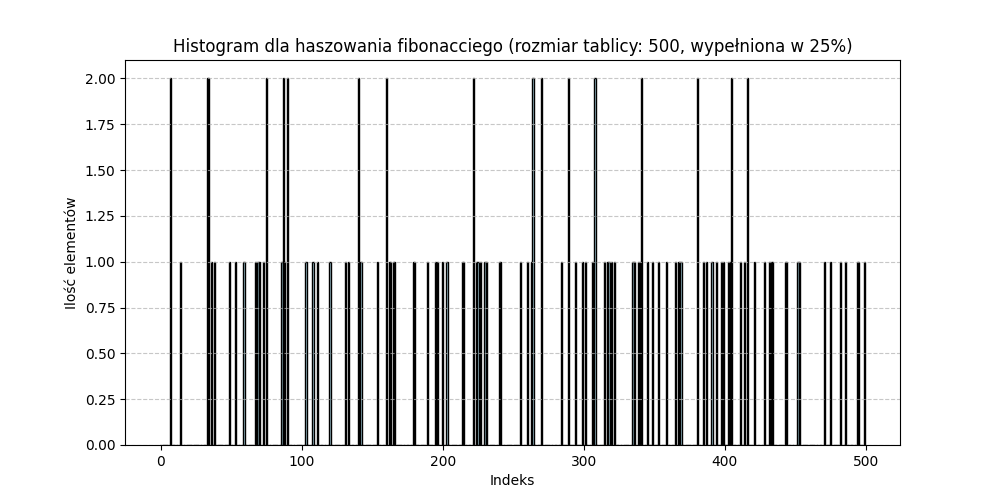 Histogram dla haszowania fibonacciego (rozmiar tablicy: 500, wypełniona w 25%)
2.00
1.75
1.50
1.25
1.00
0.75
0.50
0.25
0.00
Ilość elementów
0 100 200 300 400 500
Indeks